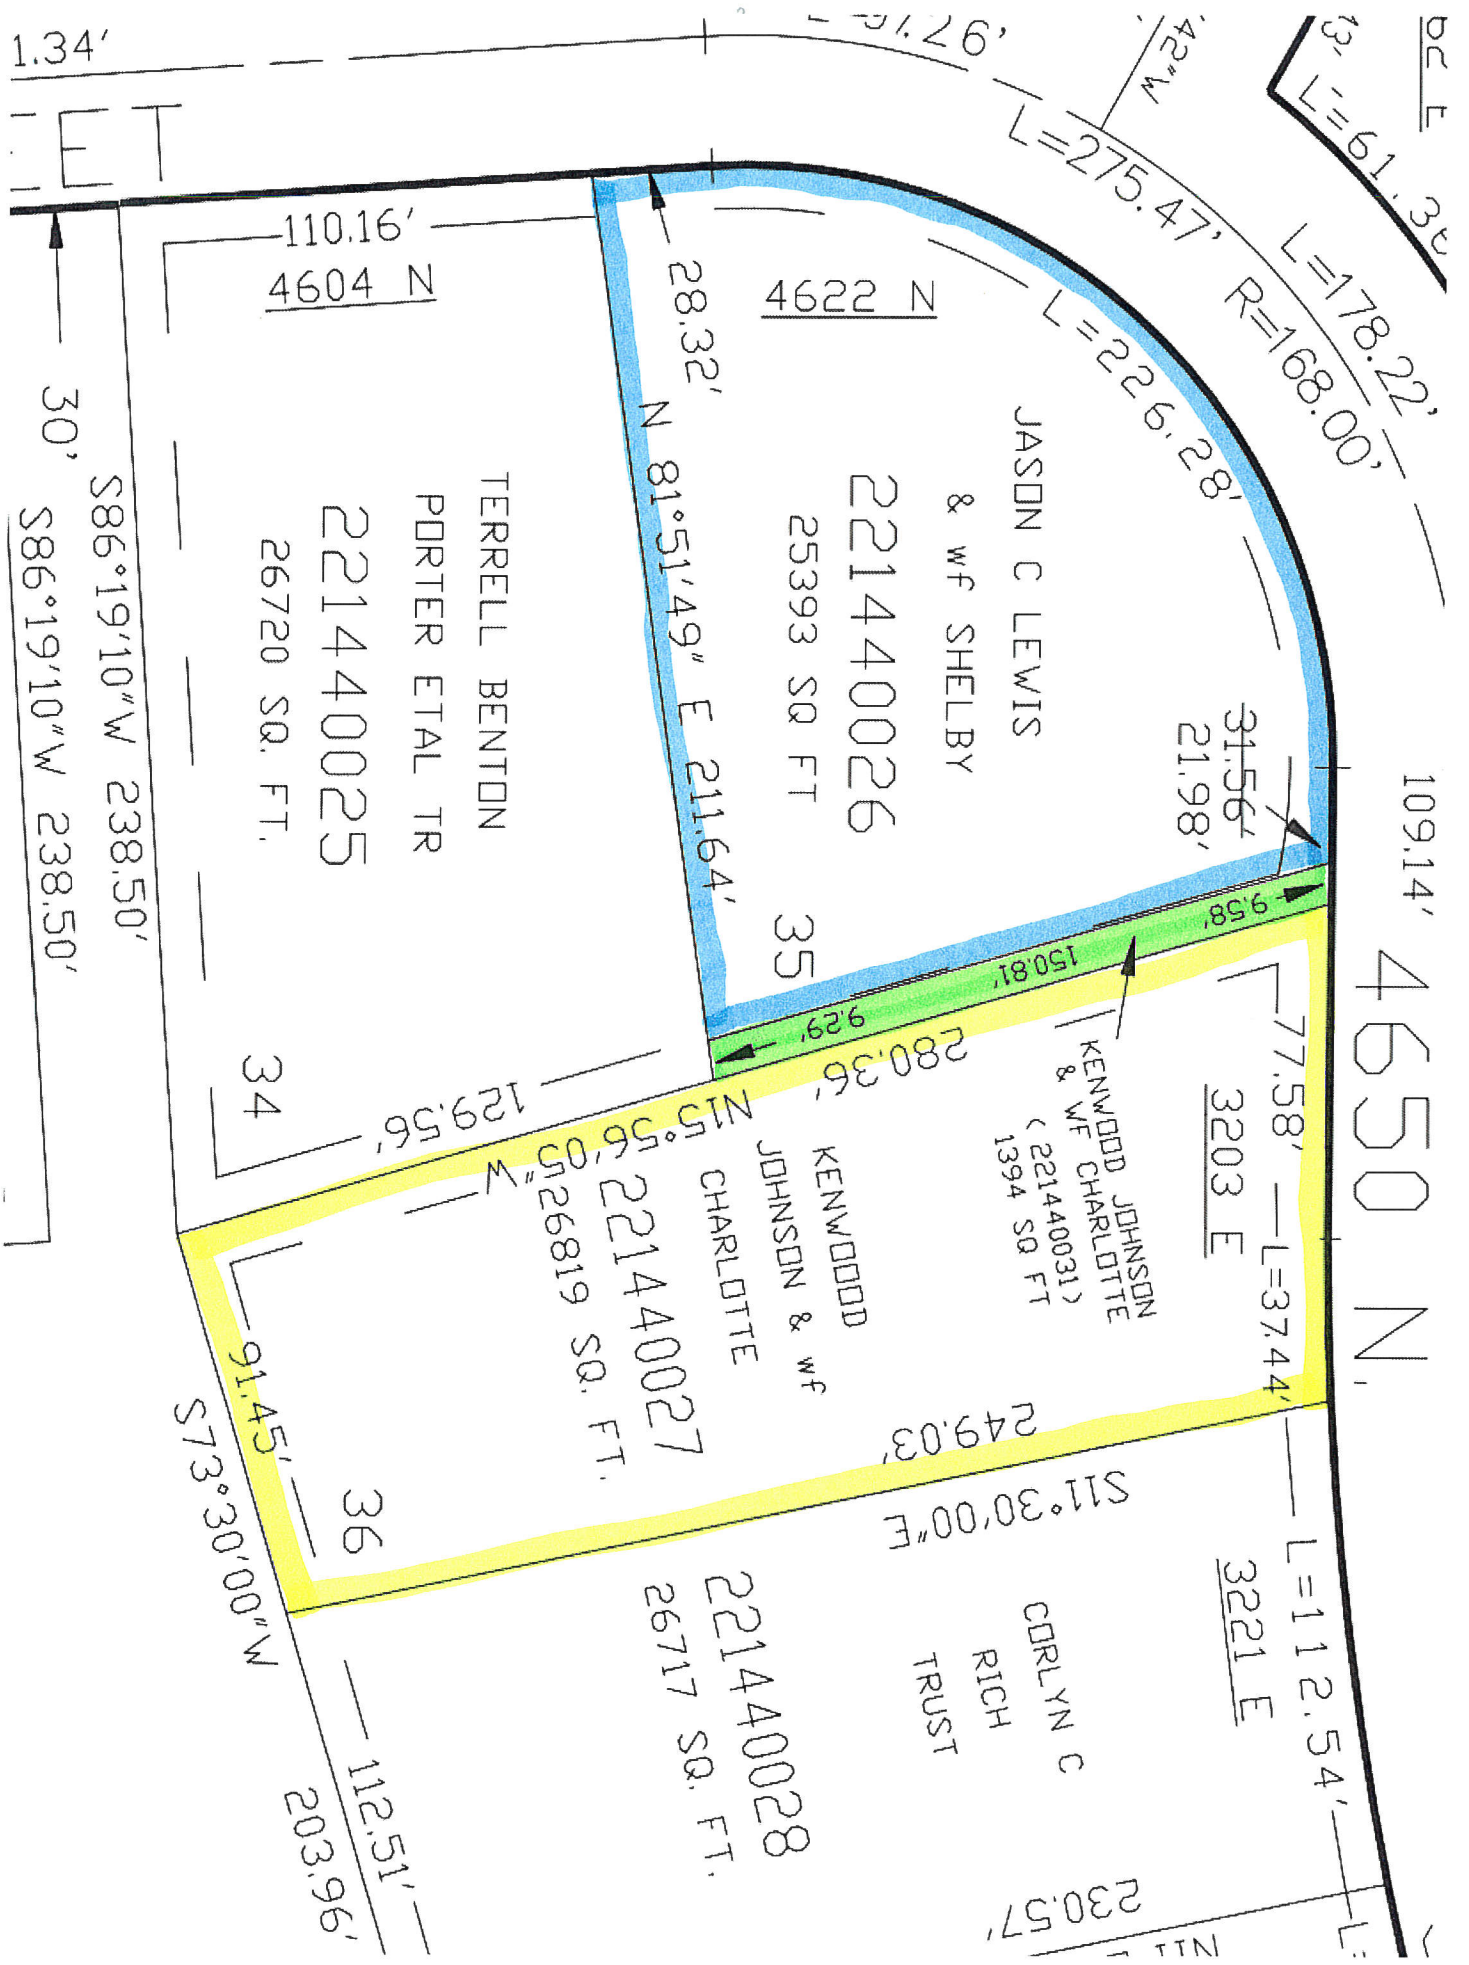 1.34'
ET
110.16'
4604 N
28.32'
4622 N
L=275.47'
42"W
L=61.36
L=178.22'
R=168.00'
L=226.28'
JASON C LEWIS
& wf SHELBY
221440026
25393 SQ FT
N 81°51'49" E 211.64'
31.56'
21.98'
35
TERRELL BENTON
PORTER ETAL TR
221440025
26720 SQ. FT.
34
30'
S86°19'10"W 238.50'
S86°19'10"W 238.50'
109.14'
4650 N.
9.58'
150.81'
9.29'
280.36'
N15°56'05"W
129.56'
77.58'
L=37.44'
3203 E
KENWOOD JOHNSON
& WF CHARLOTTE
(221440031)
1394 SQ FT
KENWOOD
JOHNSON & wf
CHARLOTTE
221440027
26819 SQ. FT.
36
91.45'
S73°30'00"W
249.03'
S11°30'00"E
L=112.54'
3221 E
CORLYN C
RICH
TRUST
221440028
26717 SQ. FT.
112.51'
203.96'
230.57'
N11